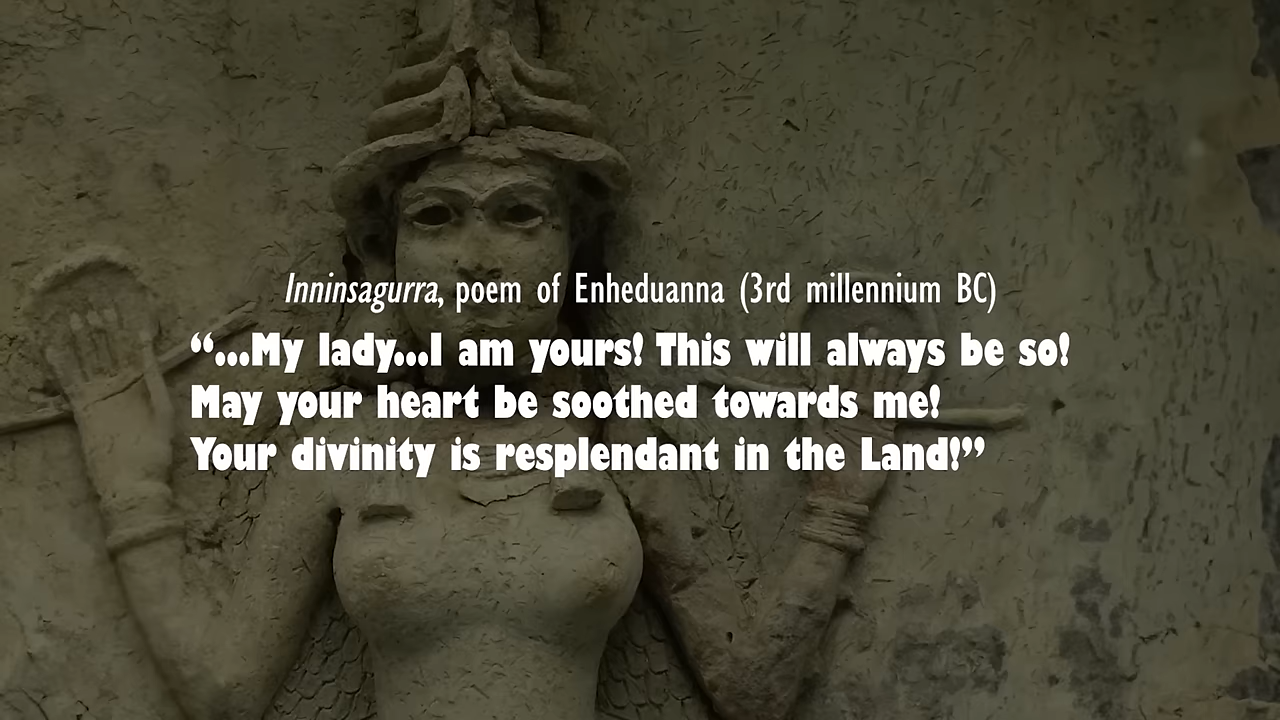 Inninsagurra, poem of Enheduanna (3rd millennium BC)
“...My lady...I am yours! This will always be so!
May your heart be soothed towards me!
Your divinity is resplendant in the Land!”